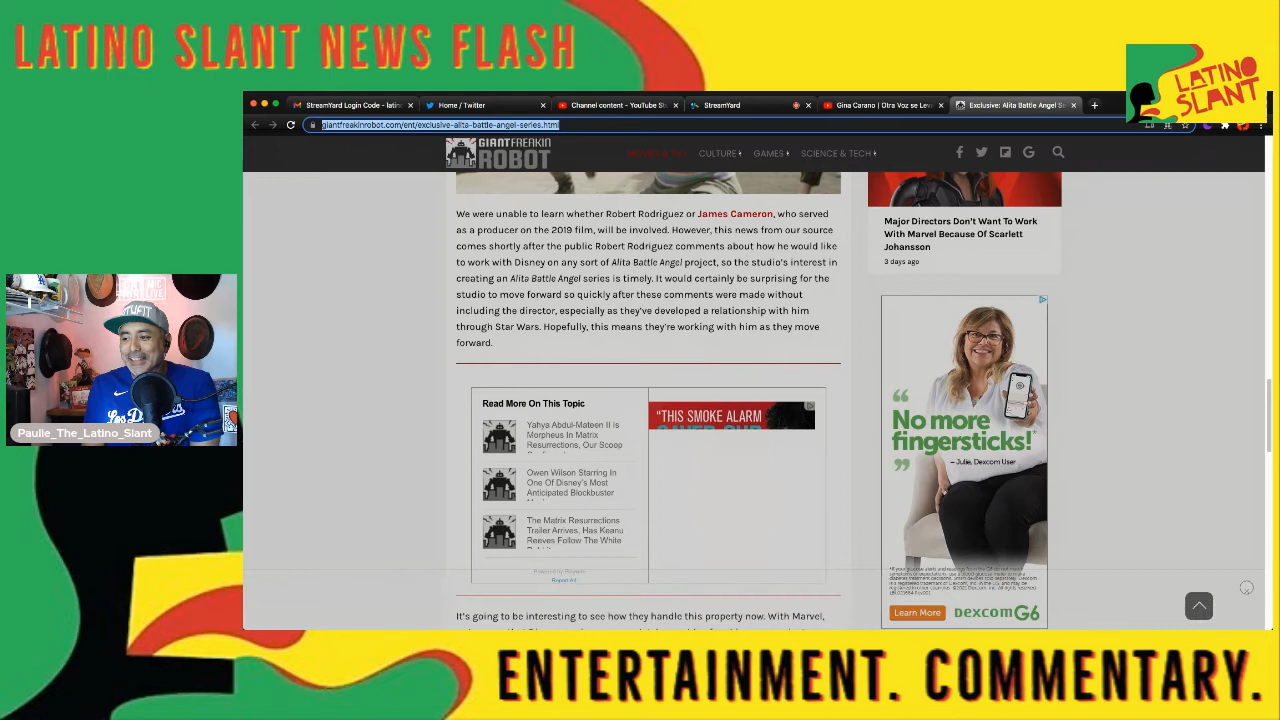 LATINO SLANT NEWS FLASH
LATINO
SLANT
StreamYard Login Code - latin
Home / Twitter
Channel content - YouTube St
StreamYard
Gina Carano | Otra Voz se Lev
Exclusive: Alita Battle Angel Se
giantfreakinrobot.com/ent/exclusive-alita-battle-angel-series.html
GIANT FREAKIN
ROBOT
CULTURE
GAMES
SCIENCE & TECH
We were unable to learn whether Robert Rodriguez or James Cameron, who served
as a producer on the 2019 film, will be involved. However, this news from our source
comes shortly after the public Robert Rodriguez comments about how he would like
to work with Disney on any sort of Alita Battle Angel project, so the studio's interest in
creating an Alita Battle Angel series is timely. It would certainly be surprising for the
studio to move forward so quickly after these comments were made without
including the director, especially as they've developed a relationship with him
through Star Wars. Hopefully, this means they're working with him as they move
forward.
Major Directors Don't Want To Work
With Marvel Because Of Scarlett
Johansson
3 days ago
Read More On This Topic
Yahya Abdul-Mateen II is
Morpheus In Matrix
Resurrections, Our Scoop
Owen Wilson Starring In
One Of Disney's Most
Anticipated Blockbuster
The Matrix Resurrections
Trailer Arrives, Has Keanu
Reeves Follow The White
Report Ad
"THIS SMOKE ALARM
"No more
fingersticks!"
– Julie, Dexcom User
Learn More
Dexcom G6
It's going to be interesting to see how they handle this property now. With Marvel,
Paulie_The_Latino_Slant
ENTERTAINMENT. COMMENTARY.